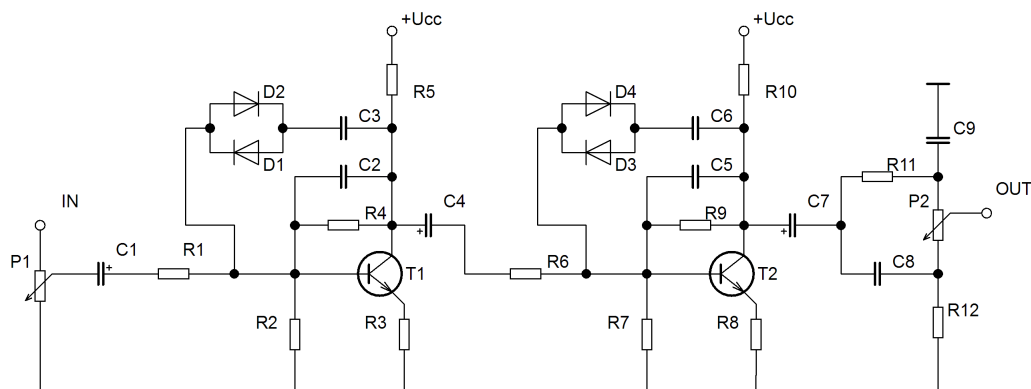 +Ucc +Ucc
D2 D4
R5 R10
C3 C6 C9
D1 C2 D3 C5 R11
IN R4 C4 R9 C7 P2 OUT
P1 C1 + R1 + R6 T1 + C8 T2
R2 R3 R7 R8 R12